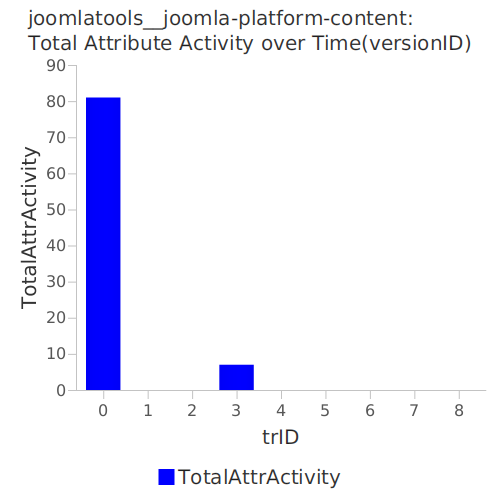 joomlatools__joomla-platform-content:
Total Attribute Activity over Time(versionID)
TotalAttrActivity
90
80
70
60
50
40
30
20
10
0
0 1 2 3 4 5 6 7 8
trID
TotalAttrActivity